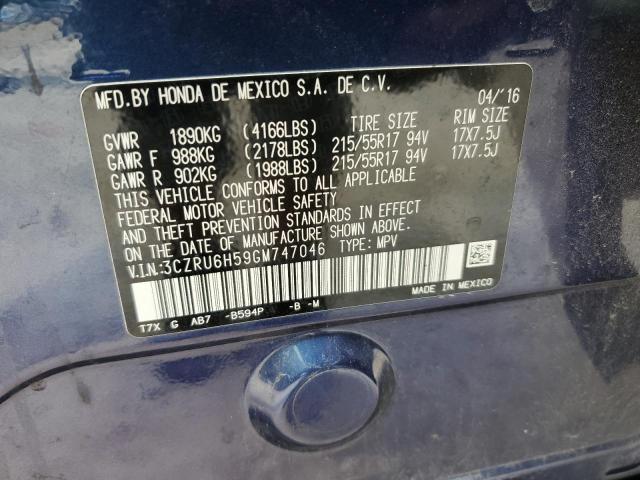 MFD.BY HONDA DE MEXICO S.A. DE C.V. 04/'16
TIRE SIZE RIM SIZE
GVWR 1890KG (4166LBS)
GAWR F 988KG (2178LBS) 215/55R17 94V 17X7.5J
GAWR R 902KG (1988LBS) 215/55R17 94V 17X7.5J
THIS VEHICLE CONFORMS TO ALL APPLICABLE
FEDERAL MOTOR VEHICLE SAFETY
AND THEFT PREVENTION STANDARDS IN EFFECT
ON THE DATE OF MANUFACTURE SHOWN ABOVE.
V.I.N:3CZRU6H59GM747046 TYPE: MPV
T7X G AB7 -B594P -B -M MADE IN MEXICO